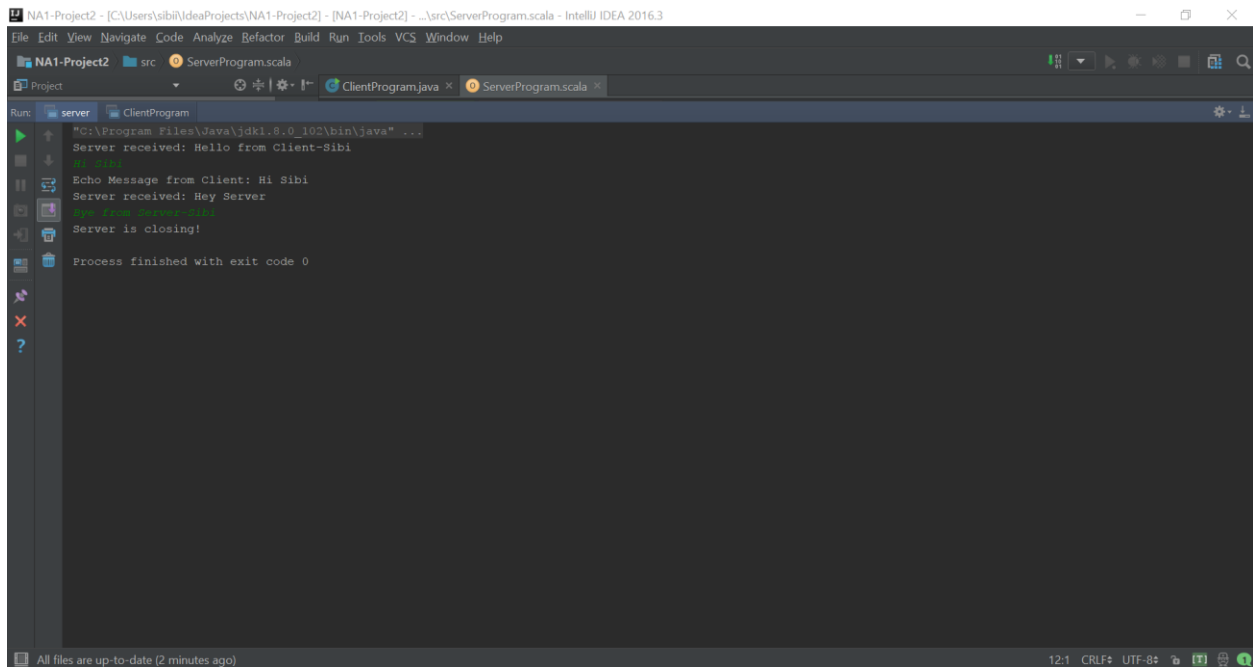 NA1-Project2 - [C:\Users\sibii\IdeaProjects\NA1-Project2] - [NA1-Project2] - ...\src\ServerProgram.scala - IntelliJ IDEA 2016.3
File Edit View Navigate Code Analyze Refactor Build Run Tools VCS Window Help
NA1-Project2 src ServerProgram.scala
Project ClientProgram.java ServerProgram.scala
Run: server ClientProgram
"C:\Program Files\Java\jdk1.8.0_102\bin\java" ...
Server received: Hello from Client-Sibi
Hi Sibi
Echo Message from Client: Hi Sibi
Server received: Hey Server
Bye from Server-Sibi
Server is closing!
Process finished with exit code 0
All files are up-to-date (2 minutes ago) 12:1 CRLF UTF-8 [T] 1